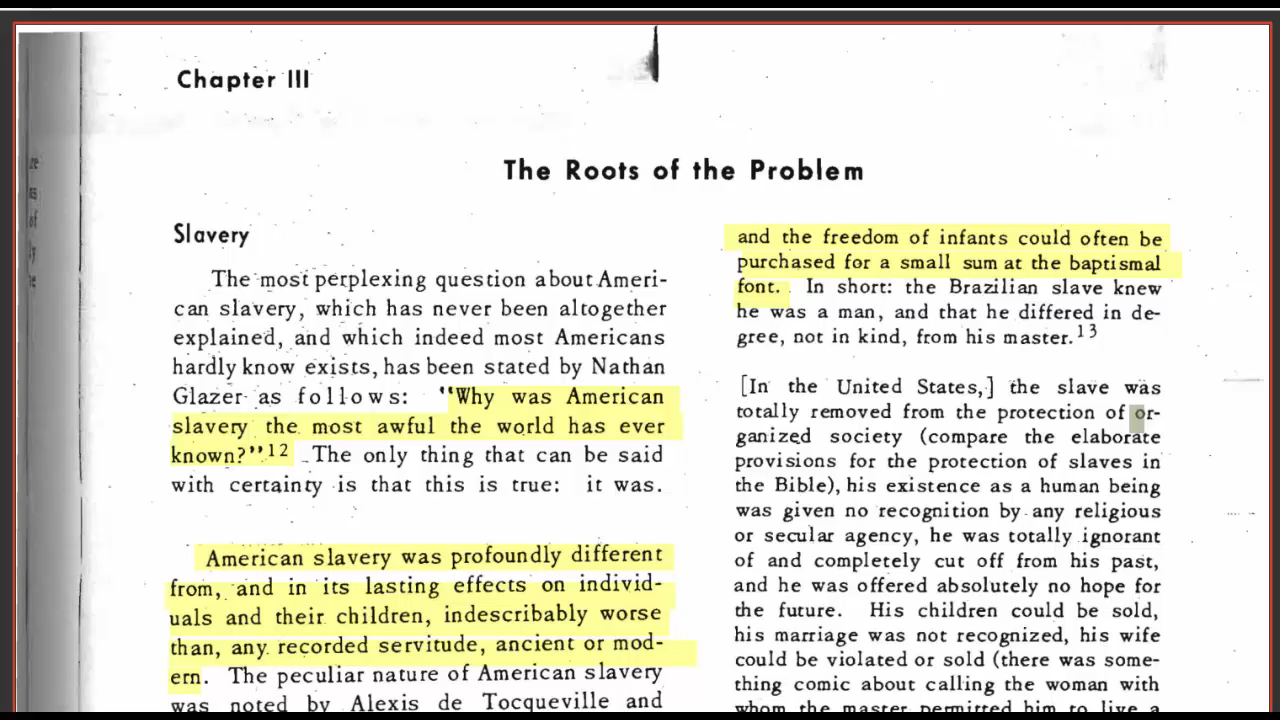 Chapter III
The Roots of the Problem
Slavery
The most perplexing question about Ameri-
can slavery, which has never been altogether
explained, and which indeed most Americans
hardly know exists, has been stated by Nathan
Glazer as follows: "Why was American
slavery the most awful the world has ever
known?"12 The only thing that can be said
with certainty is that this is true: it was.
American slavery was profoundly different
from, and in its lasting effects on individ-
uals and their children, indescribably worse
than, any recorded servitude, ancient or mod-
ern. The peculiar nature of American slavery
was noted by Alexis de Tocqueville and
and the freedom of infants could often be
purchased for a small sum at the baptismal
font. In short: the Brazilian slave knew
he was a man, and that he differed in de-
gree, not in kind, from his master.13
[In the United States,] the slave was
totally removed from the protection of or-
ganized society (compare the elaborate
provisions for the protection of slaves in
the Bible), his existence as a human being
was given no recognition by any religious
or secular agency, he was totally ignorant
of and completely cut off from his past,
and he was offered absolutely no hope for
the future. His children could be sold,
his marriage was not recognized, his wife
could be violated or sold (there was some-
thing comic about calling the woman with
whom the master permitted him to live a